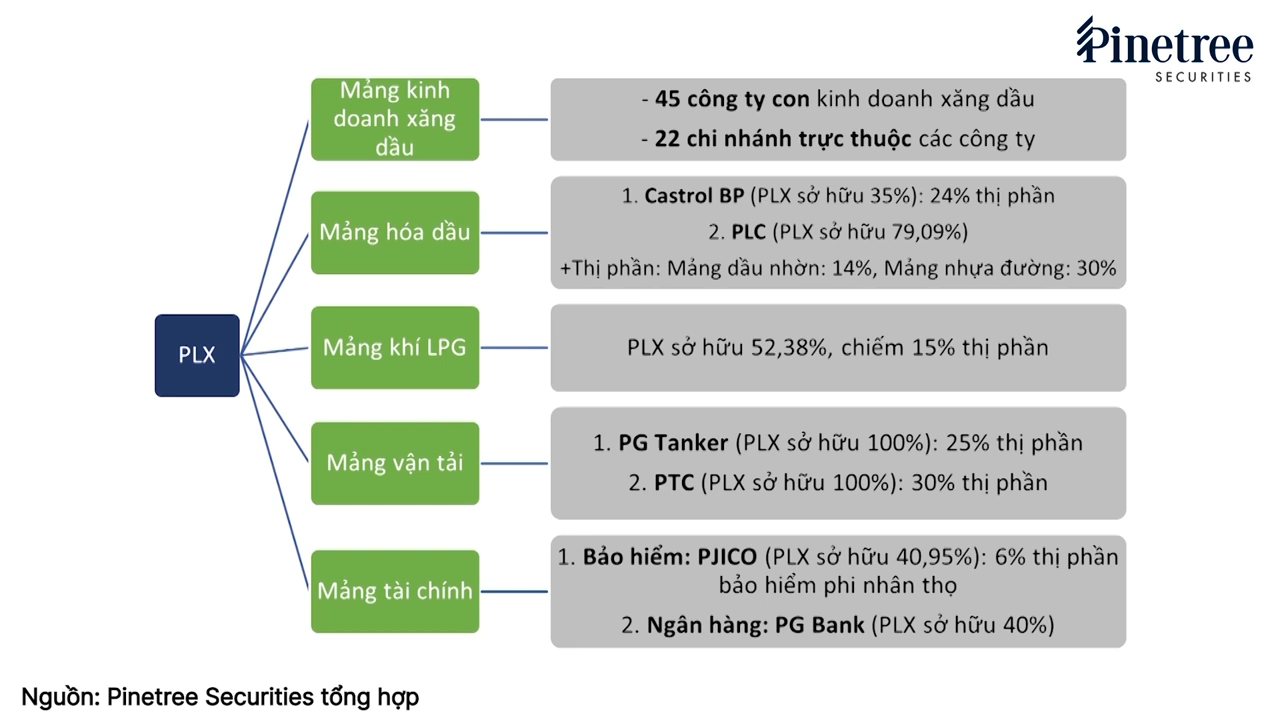 Pinetree
SECURITIES
Mảng kinh
doanh xăng
dầu
- 45 công ty con kinh doanh xăng dầu
- 22 chi nhánh trực thuộc các công ty
Mảng hóa dầu
1. Castrol BP (PLX sở hữu 35%): 24% thị phần
2. PLC (PLX sở hữu 79,09%)
+Thị phần: Mảng dầu nhờn: 14%, Mảng nhựa đường: 30%
PLX
Mảng khí LPG
PLX sở hữu 52,38%, chiếm 15% thị phần
Mảng vận tải
1. PG Tanker (PLX sở hữu 100%): 25% thị phần
2. PTC (PLX sở hữu 100%): 30% thị phần
Mảng tài chính
1. Bảo hiểm: PJICO (PLX sở hữu 40,95%): 6% thị phần
bảo hiểm phi nhân thọ
2. Ngân hàng: PG Bank (PLX sở hữu 40%)
Nguồn: Pinetree Securities tổng hợp